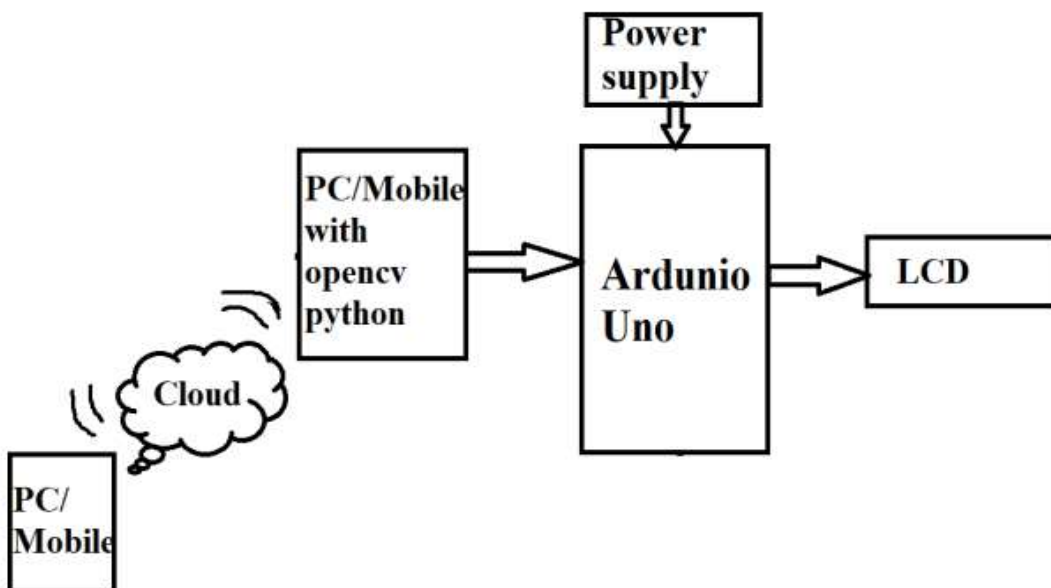 Power
supply
PC/Mobile
with
opencv
python
Ardunio
Uno
LCD
Cloud
PC/
Mobile